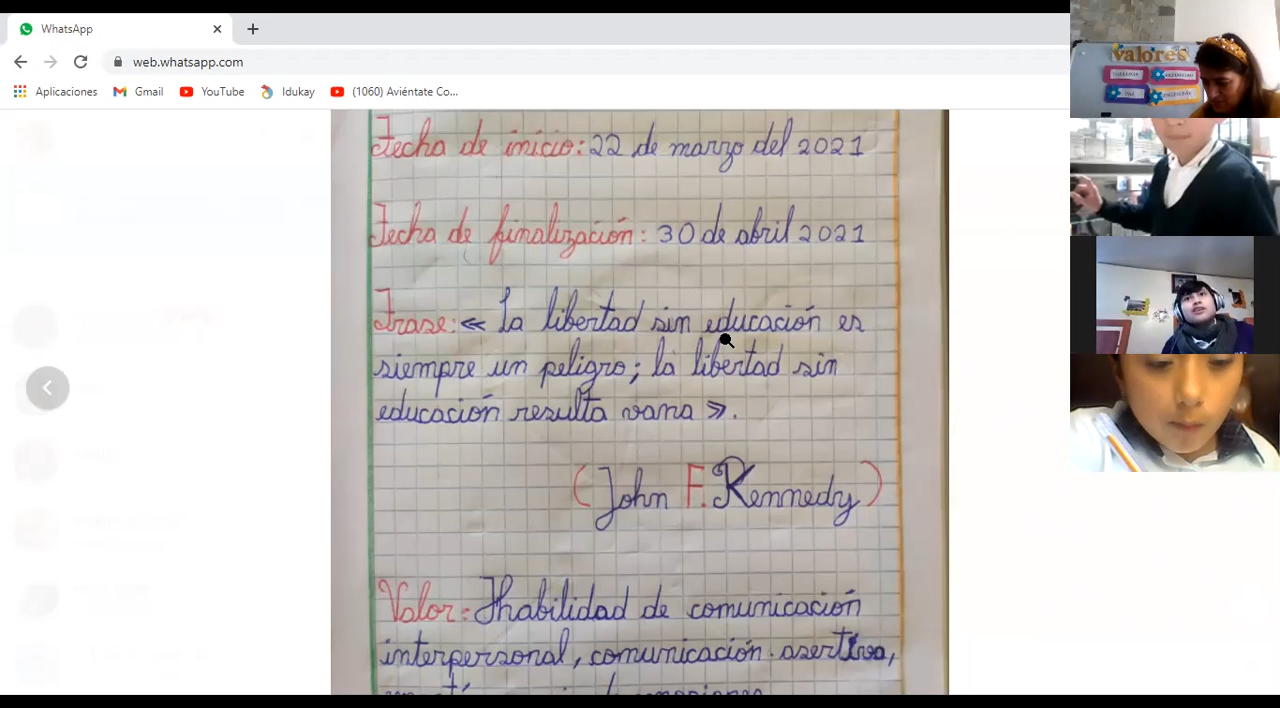 WhatsApp
web.whatsapp.com
Aplicaciones
Gmail
YouTube
Idukay
(1060) Aviéntate Co...
Fecha de inicio: 22 de marzo del 2021
Fecha de finalización: 30 de abril 2021
Frase: « La libertad sin educación es
siempre un peligro; la libertad sin
educación resulta vana ».
(John F. Kennedy)
Valor: Habilidad de comunicación
interpersonal, comunicación asertiva,
valores